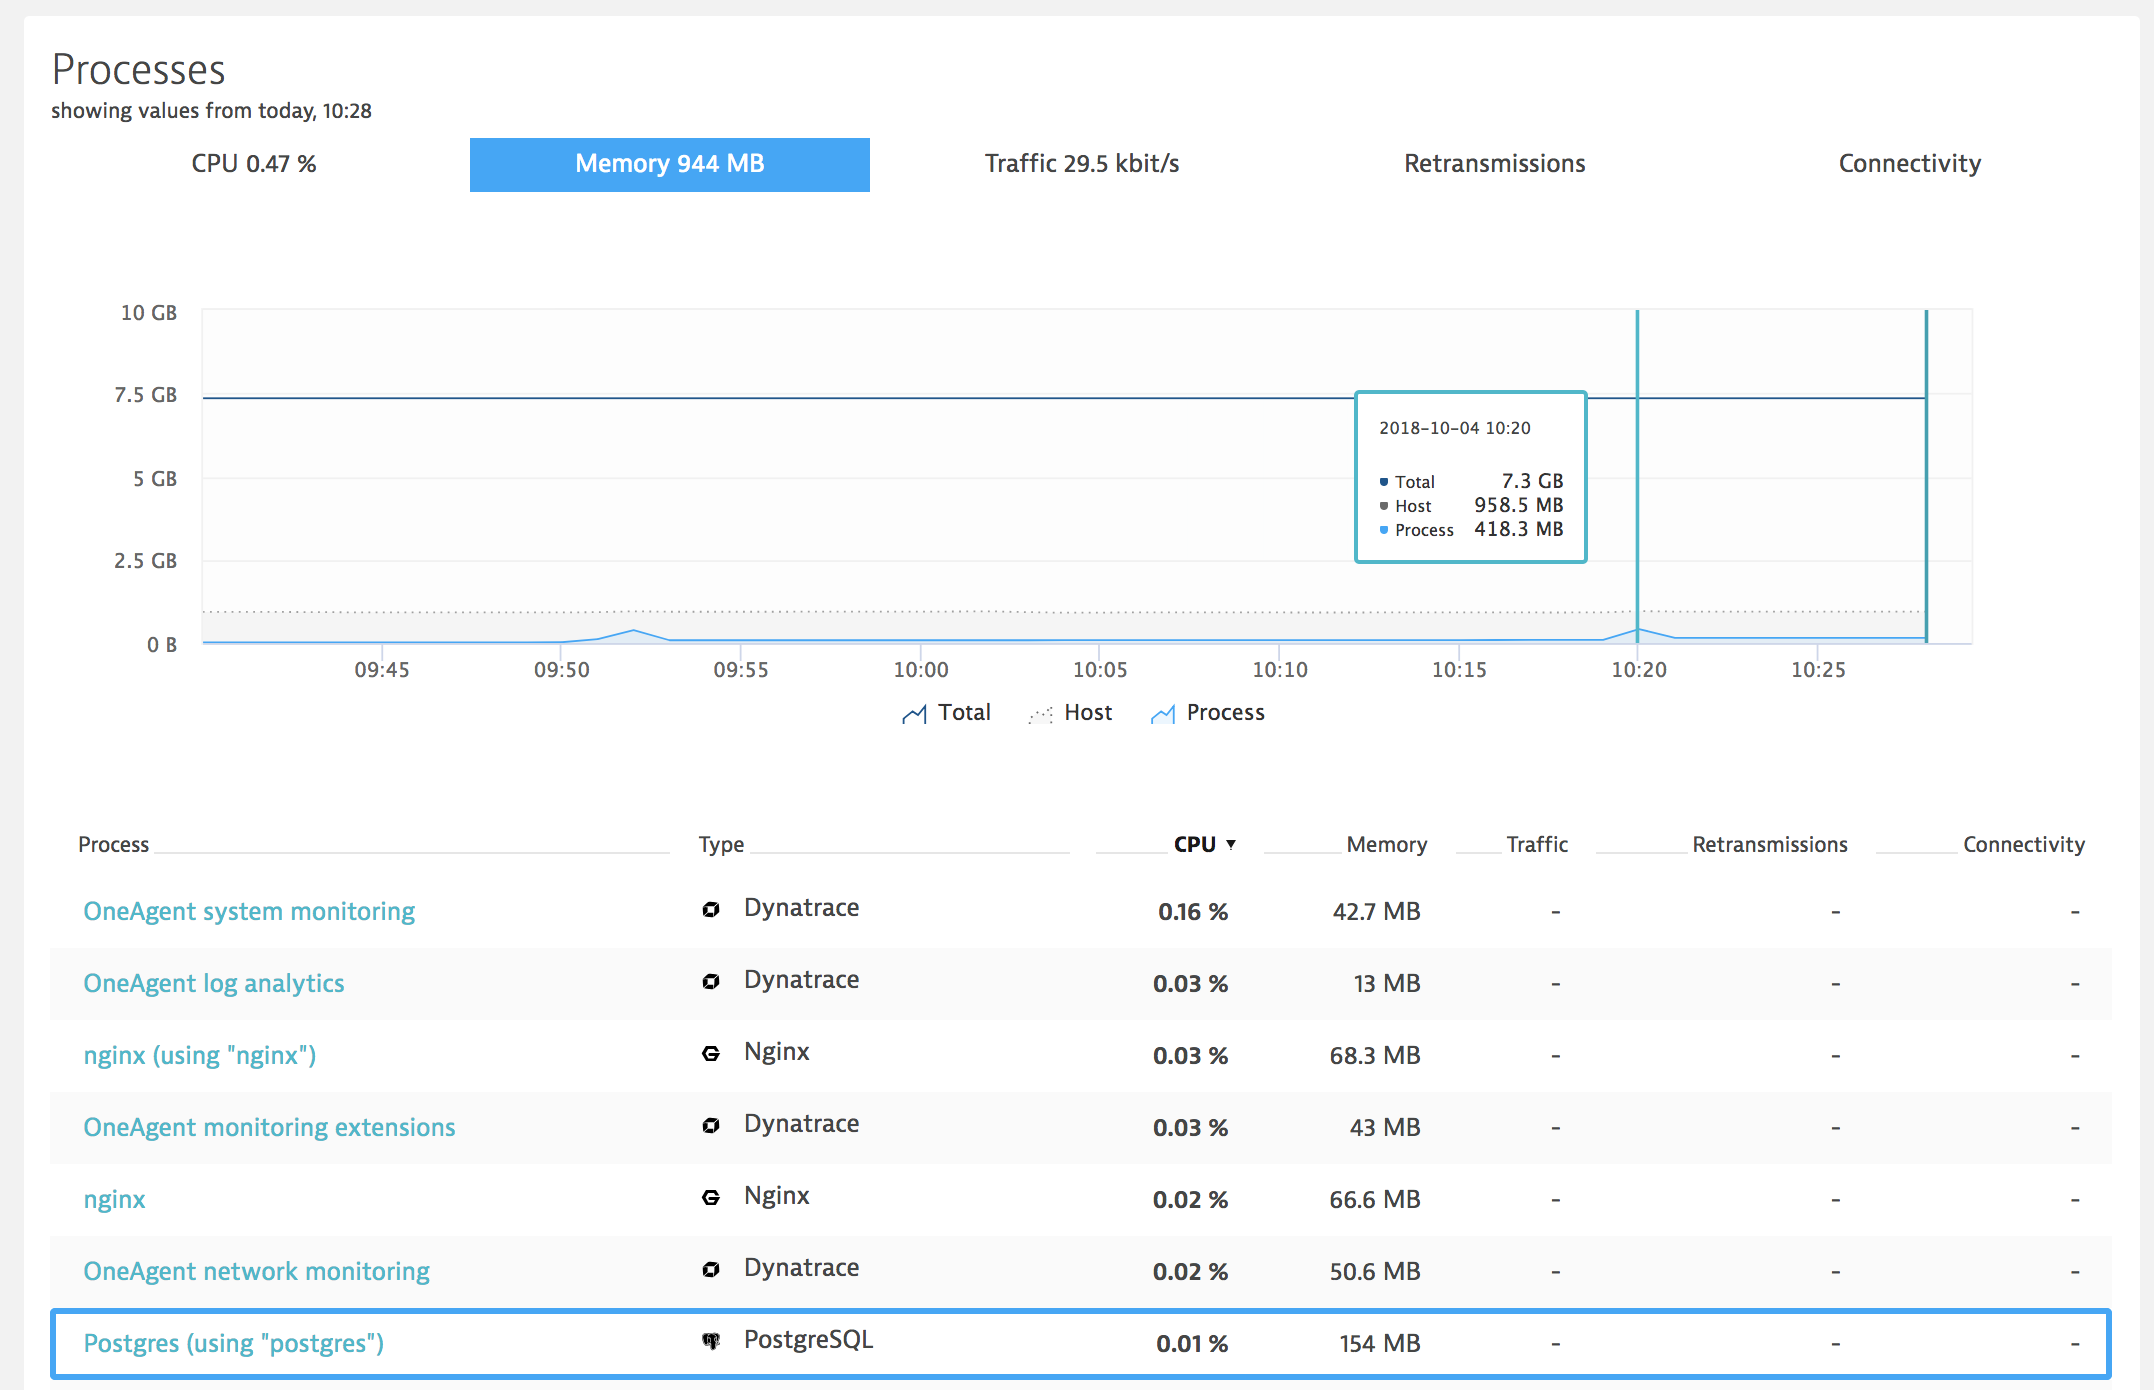 Processes
showing values from today, 10:28
CPU 0.47 % Memory 944 MB Traffic 29.5 kbit/s Retransmissions Connectivity
10 GB
7.5 GB
5 GB
2.5 GB
0 B
2018-10-04 10:20
Total 7.3 GB
Host 958.5 MB
Process 418.3 MB
09:45 09:50 09:55 10:00 10:05 10:10 10:15 10:20 10:25
Total Host Process
Process Type CPU ▼ Memory Traffic Retransmissions Connectivity
OneAgent system monitoring Dynatrace 0.16 % 42.7 MB - - -
OneAgent log analytics Dynatrace 0.03 % 13 MB - - -
nginx (using "nginx") Nginx 0.03 % 68.3 MB - - -
OneAgent monitoring extensions Dynatrace 0.03 % 43 MB - - -
nginx Nginx 0.02 % 66.6 MB - - -
OneAgent network monitoring Dynatrace 0.02 % 50.6 MB - - -
Postgres (using "postgres") PostgreSQL 0.01 % 154 MB - - -